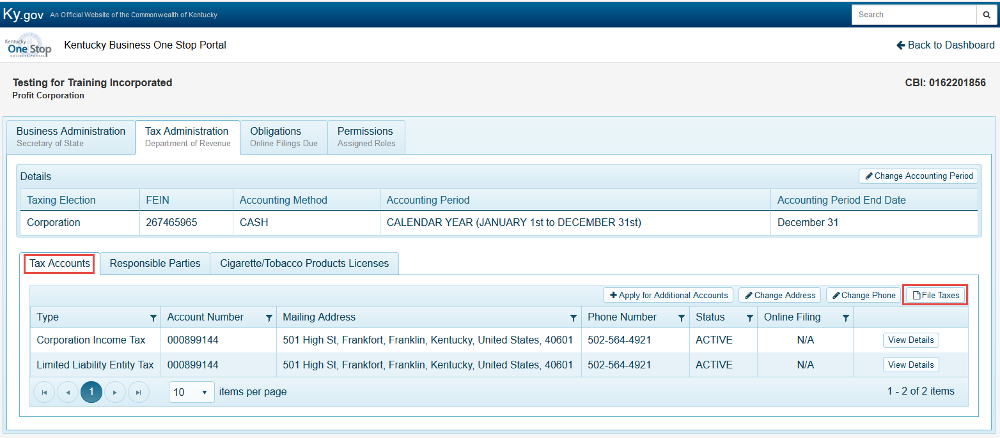 Ky.gov An Official Website of the Commonwealth of Kentucky Search
Kentucky
One Stop
BUSINESS PORTAL
Kentucky Business One Stop Portal Back to Dashboard
Testing for Training Incorporated CBI: 0162201856
Profit Corporation
Business Administration Tax Administration Obligations Permissions
Secretary of State Department of Revenue Online Filings Due Assigned Roles
Details Change Accounting Period
Taxing Election FEIN Accounting Method Accounting Period Accounting Period End Date
Corporation 267465965 CASH CALENDAR YEAR (JANUARY 1st to DECEMBER 31st) December 31
Tax Accounts Responsible Parties Cigarette/Tobacco Products Licenses
Apply for Additional Accounts Change Address Change Phone File Taxes
Type Account Number Mailing Address Phone Number Status Online Filing
Corporation Income Tax 000899144 501 High St, Frankfort, Franklin, Kentucky, United States, 40601 502-564-4921 ACTIVE N/A View Details
Limited Liability Entity Tax 000899144 501 High St, Frankfort, Franklin, Kentucky, United States, 40601 502-564-4921 ACTIVE N/A View Details
1 10 items per page 1 - 2 of 2 items